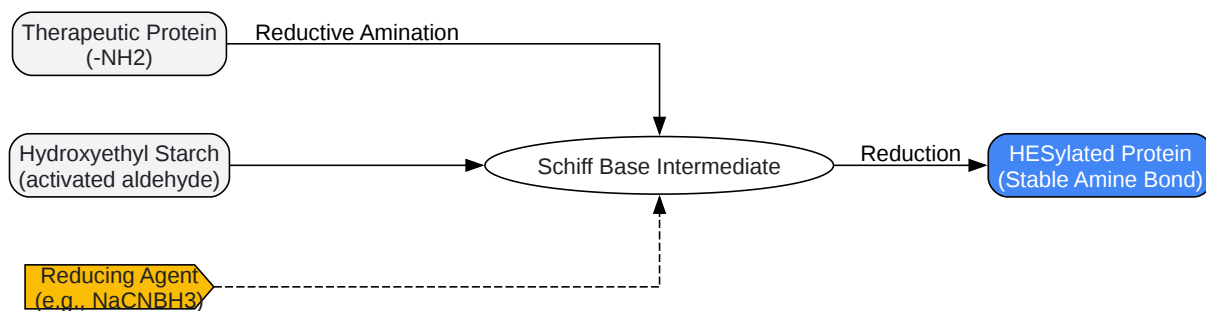 Therapeutic Protein
(-NH2)
Reductive Amination
Hydroxyethyl Starch
(activated aldehyde)
Schiff Base Intermediate
Reduction
HESylated Protein
(Stable Amine Bond)
Reducing Agent
(e.g., NaCNBH3)